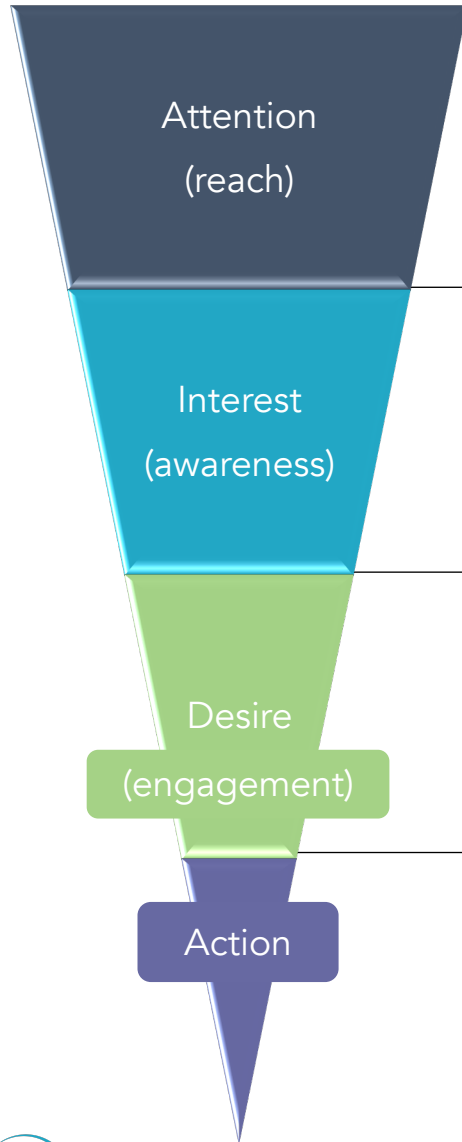 Attention
(reach)
Interest
(awareness)
Desire
(engagement)
Action